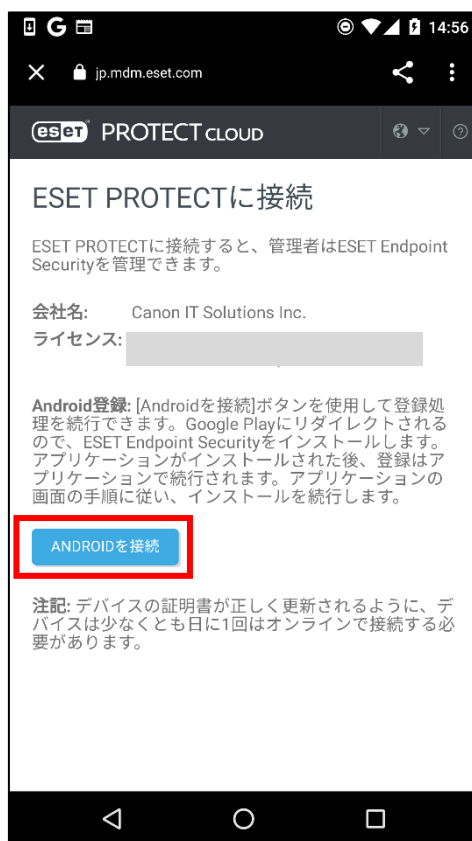 G 14:56
jp.mdm.eset.com
eset PROTECT CLOUD
ESET PROTECTに接続
ESET PROTECTに接続すると、管理者はESET Endpoint
Securityを管理できます。
会社名: Canon IT Solutions Inc.
ライセンス:
Android登録: [Androidを接続]ボタンを使用して登録処
理を続行できます。Google Playにリダイレクトされる
ので、ESET Endpoint Securityをインストールします。
アプリケーションがインストールされた後、登録はア
プリケーションで続行されます。アプリケーションの
画面の手順に従い、インストールを続行します。
ANDROIDを接続
注記: デバイスの証明書が正しく更新されるように、デ
バイスは少なくとも日に1回はオンラインで接続する必
要があります。